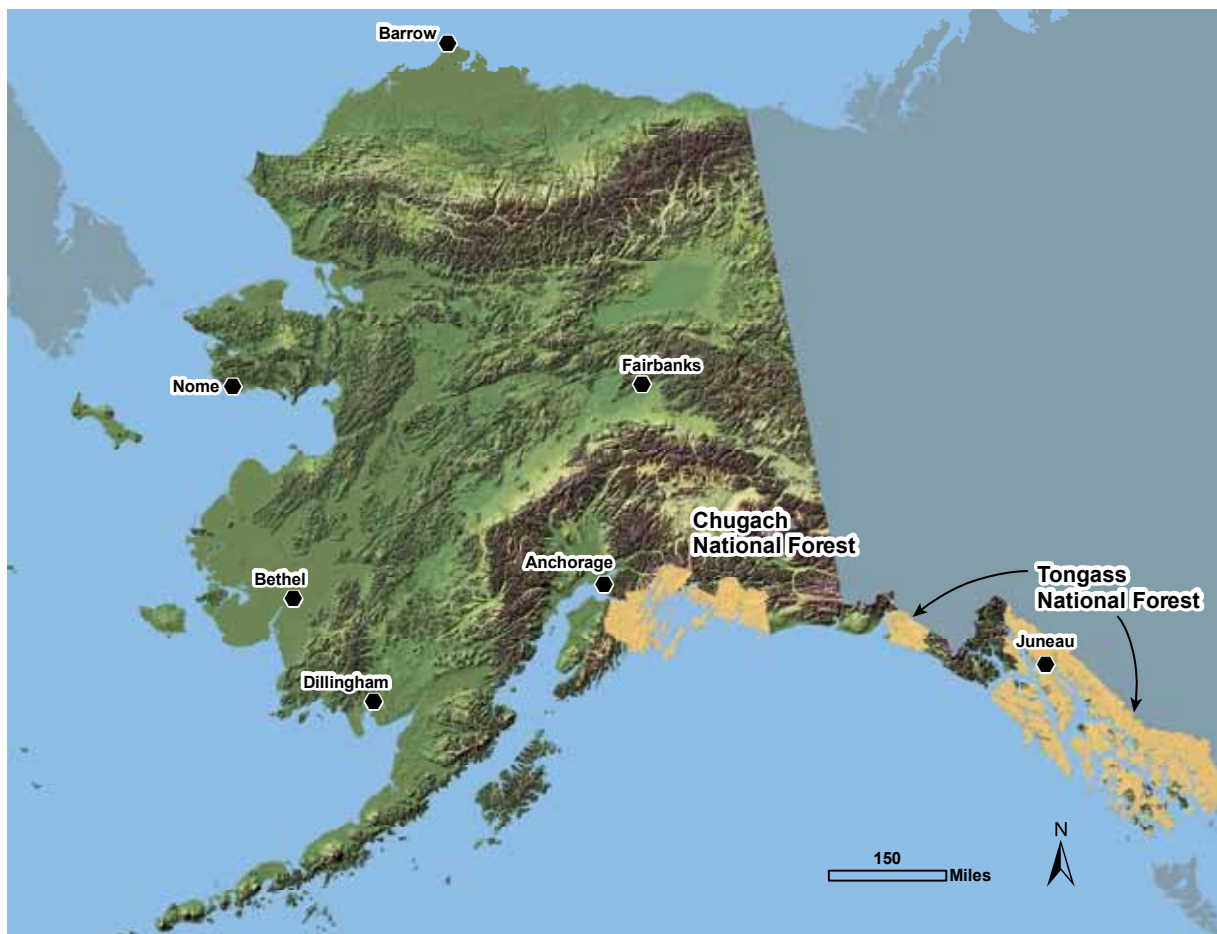 Barrow
Fairbanks
Nome
Chugach
National Forest
Anchorage
Tongass
National Forest
Bethel
Juneau
Dillingham
N
150
Miles